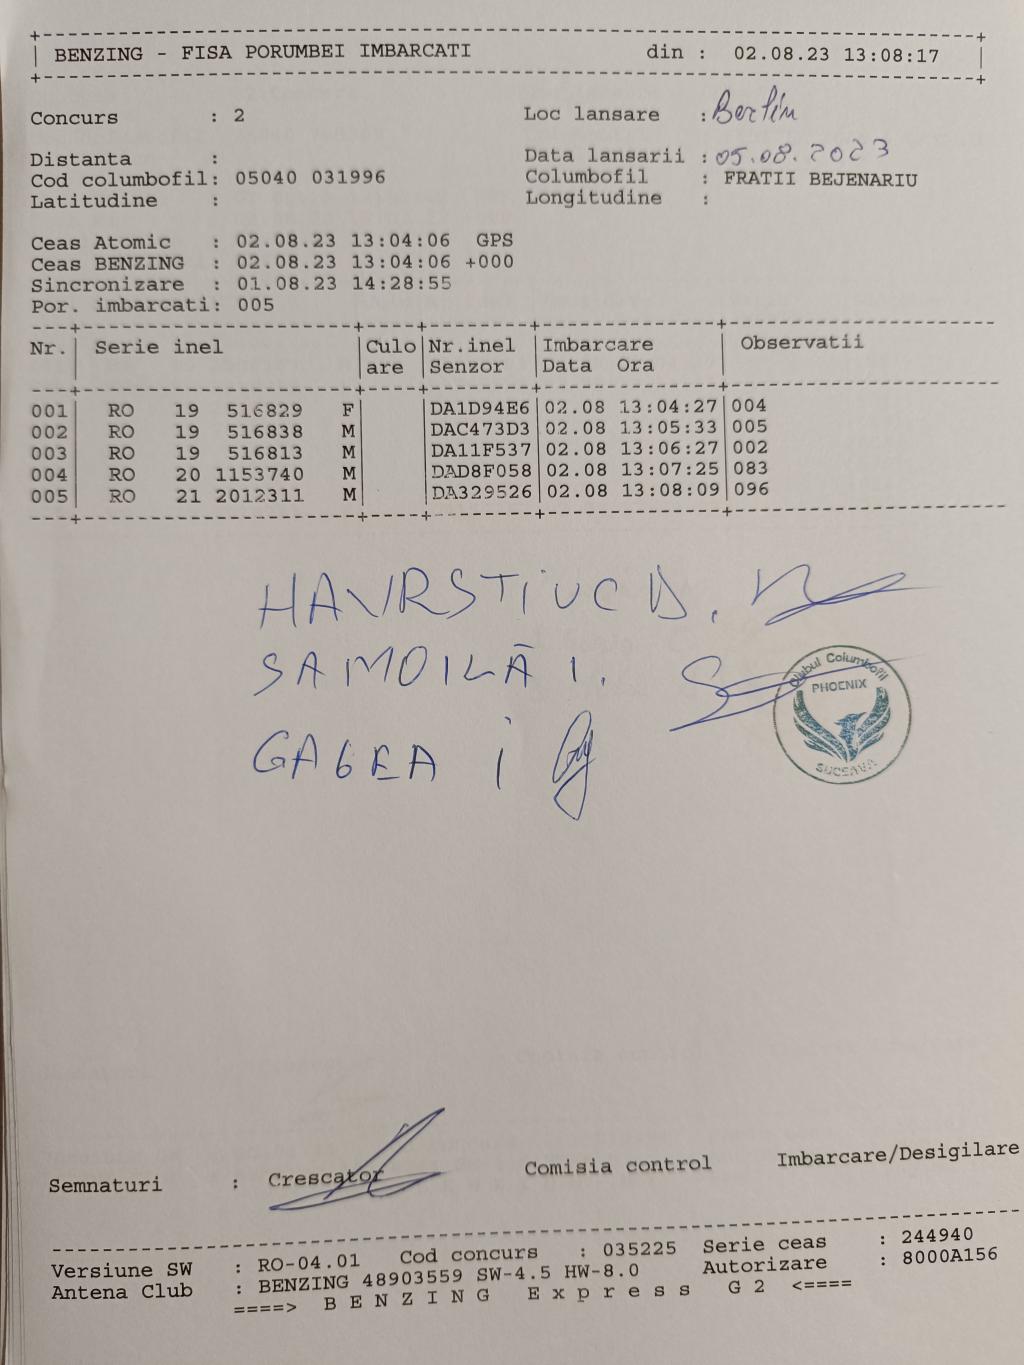 BENZING - FISA PORUMBEI IMBARCATI din : 02.08.23 13:08:17
Concurs : 2 Loc lansare : Berlin
Distanta : Data lansarii : 05.08.2023
Cod columbofil: 05040 031996 Columbofil : FRATII BEJENARIU
Latitudine : Longitudine :
Ceas Atomic : 02.08.23 13:04:06 GPS
Ceas BENZING : 02.08.23 13:04:06 +000
Sincronizare : 01.08.23 14:28:55
Por. imbarcati: 005
Nr. Serie inel Culo Nr.inel Imbarcare Observatii
are Senzor Data Ora
001 RO 19 516829 F DA1D94E6 02.08 13:04:27 004
002 RO 19 516838 M DAC473D3 02.08 13:05:33 005
003 RO 19 516813 M DA11F537 02.08 13:06:27 002
004 RO 20 1153740 M DAD8F058 02.08 13:07:25 083
005 RO 21 2012311 M DA329526 02.08 13:08:09 096
HAVRSTIUC D.
SAMOILĂ I.
GAGEA i
Clubul Columbofil
PHOENIX
SUCEAVA
Semnaturi : Crescator Comisia control Imbarcare/Desigilare
Versiune SW : RO-04.01 Cod concurs : 035225 Serie ceas : 244940
Antena Club : BENZING 48903559 SW-4.5 HW-8.0 Autorizare : 8000A156
====> B E N Z I N G E x p r e s s G 2 <====